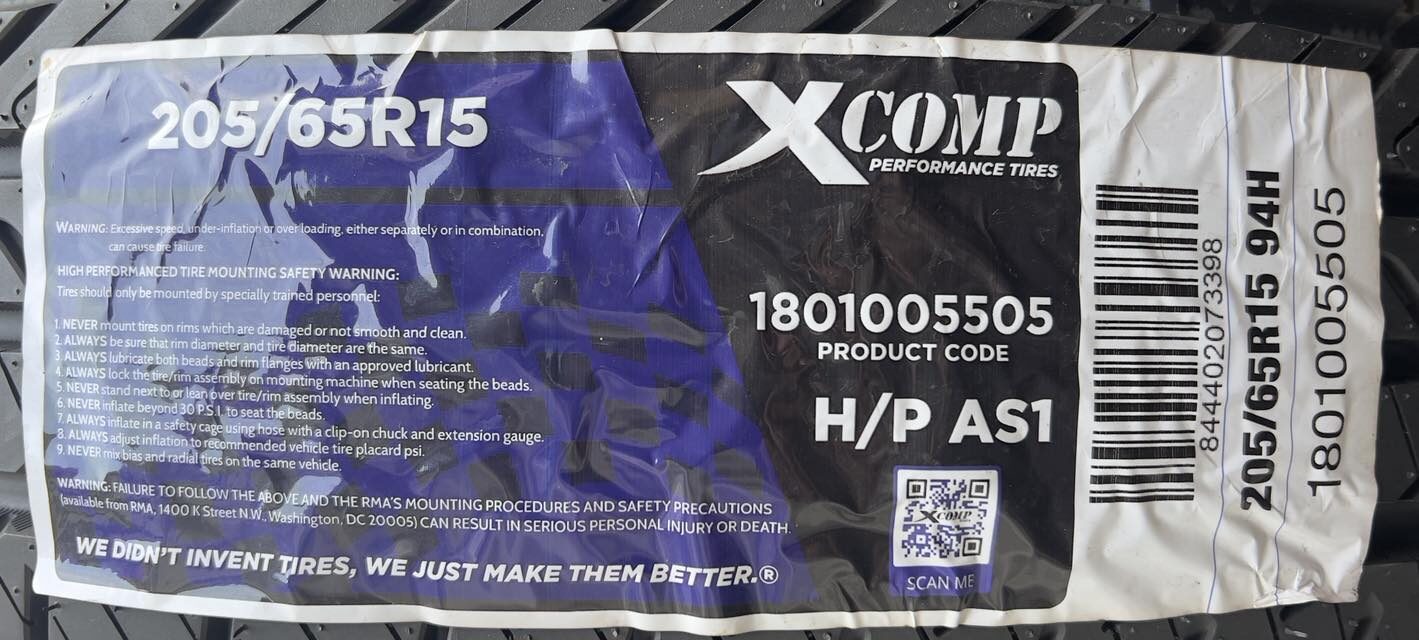 205/65R15
XCOMP
PERFORMANCE TIRES
WARNING: Excessive speed, under-inflation or over loading, either separately or in combination,
can cause tire failure.
HIGH PERFORMANCED TIRE MOUNTING SAFETY WARNING:
Tires should only be mounted by specially trained personnel:
1. NEVER mount tires on rims which are damaged or not smooth and clean.
2. ALWAYS be sure that rim diameter and tire diameter are the same.
3. ALWAYS lubricate both beads and rim flanges with an approved lubricant.
4. ALWAYS lock the tire/rim assembly on mounting machine when seating the beads.
5. NEVER stand next to or lean over tire/rim assembly when inflating.
6. NEVER inflate beyond 30 P.S.I. to seat the beads.
7. ALWAYS inflate in a safety cage using hose with a clip-on chuck and extension gauge.
8. ALWAYS adjust inflation to recommended vehicle tire placard psi.
9. NEVER mix bias and radial tires on the same vehicle.
WARNING: FAILURE TO FOLLOW THE ABOVE AND THE RMA'S MOUNTING PROCEDURES AND SAFETY PRECAUTIONS
(available from RMA, 1400 K Street N.W., Washington, DC 20005) CAN RESULT IN SERIOUS PERSONAL INJURY OR DEATH.
WE DIDN'T INVENT TIRES, WE JUST MAKE THEM BETTER.®
1801005505
PRODUCT CODE
H/P AS1
XCOMP
SCAN ME
844402073398
205/65R15 94H
1801005505